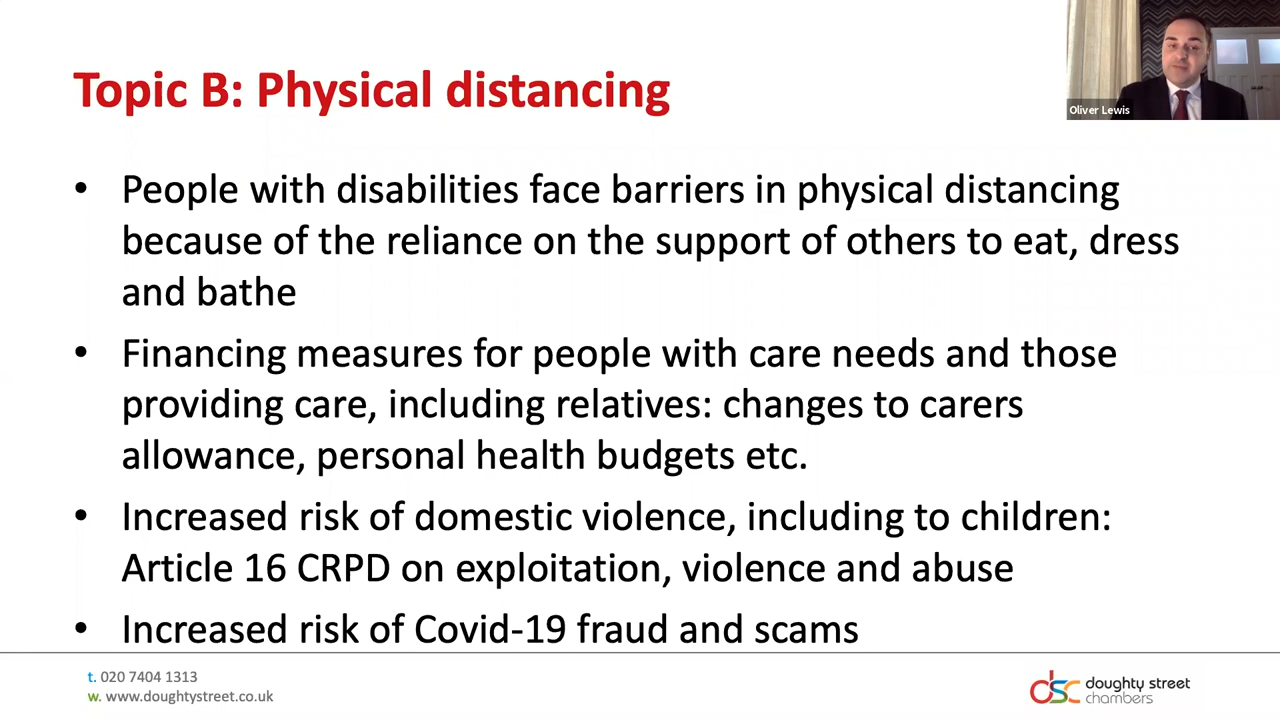 Topic B: Physical distancing
Oliver Lewis
• People with disabilities face barriers in physical distancing
because of the reliance on the support of others to eat, dress
and bathe
• Financing measures for people with care needs and those
providing care, including relatives: changes to carers
allowance, personal health budgets etc.
• Increased risk of domestic violence, including to children:
Article 16 CRPD on exploitation, violence and abuse
• Increased risk of Covid-19 fraud and scams
t. 020 7404 1313
w. www.doughtystreet.co.uk
dsc doughty street
chambers